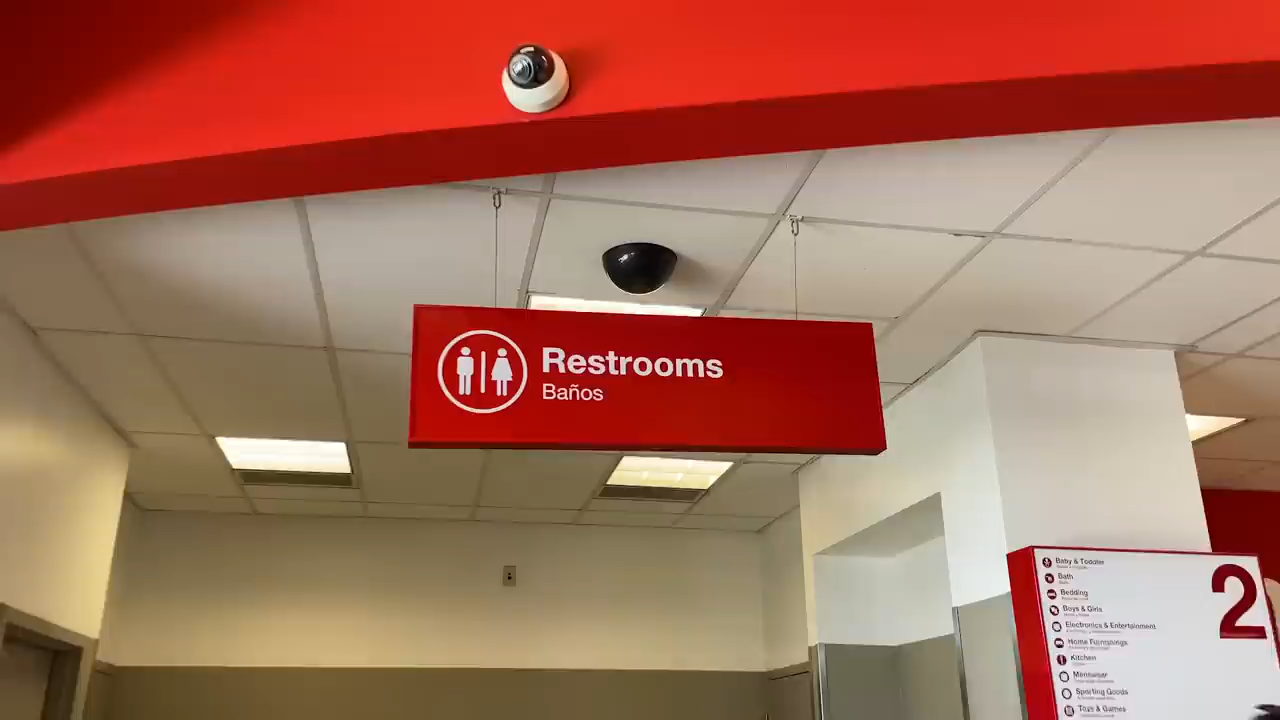 Restrooms
Baños
2
Baby & Toddler
Bath
Bedding
Boys & Girls
Electronics & Entertainment
Home Furnishings
Kitchen
Menswear
Sporting Goods
Toys & Games